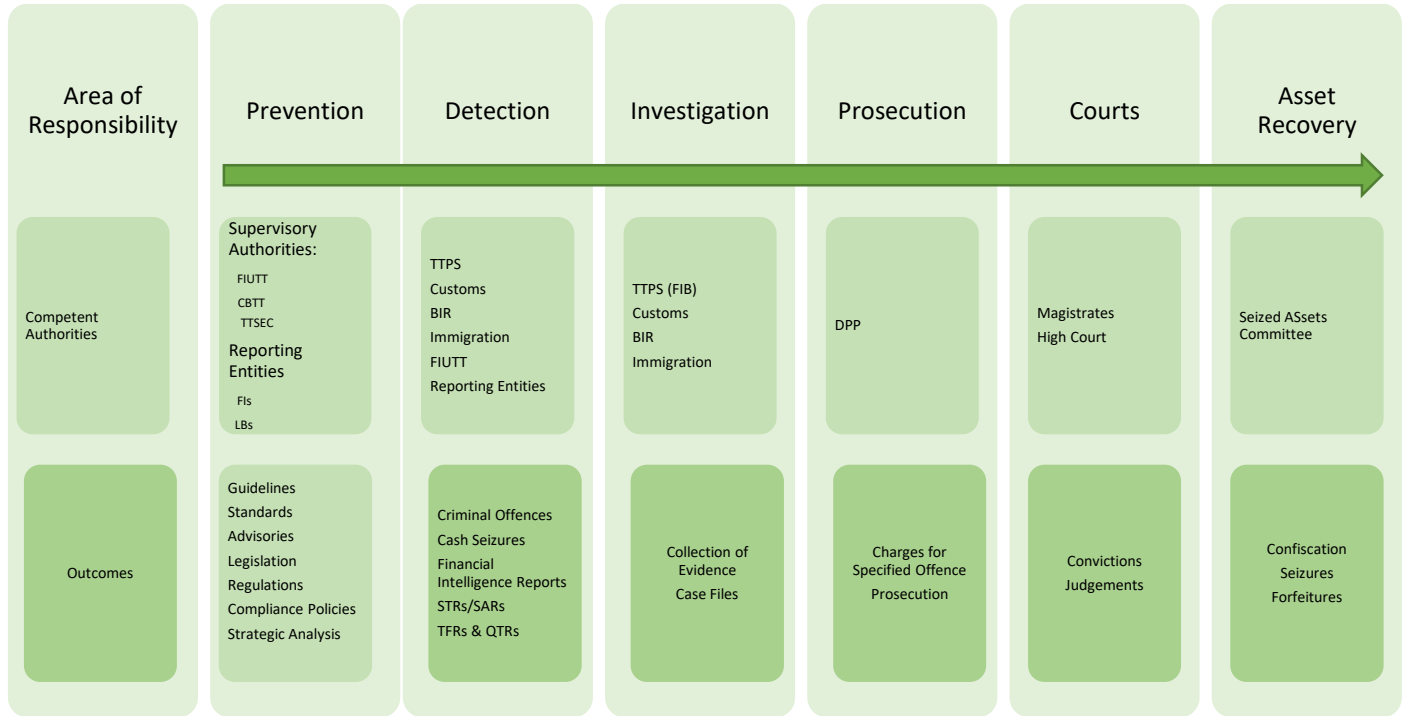 Area of
Responsibility
Prevention
Detection
Investigation
Prosecution
Courts
Asset
Recovery
Competent
Authorities
Supervisory
Authorities:
FIUTT
CBTT
TTSEC
Reporting
Entities
FIs
LBs
TTPS
Customs
BIR
Immigration
FIUTT
Reporting Entities
TTPS (FIB)
Customs
BIR
Immigration
DPP
Magistrates
High Court
Seized ASsets
Committee
Outcomes
Guidelines
Standards
Advisories
Legislation
Regulations
Compliance Policies
Strategic Analysis
Criminal Offences
Cash Seizures
Financial
Intelligence Reports
STRs/SARs
TFRs & QTRs
Collection of
Evidence
Case Files
Charges for
Specified Offence
Prosecution
Convictions
Judgements
Confiscation
Seizures
Forfeitures